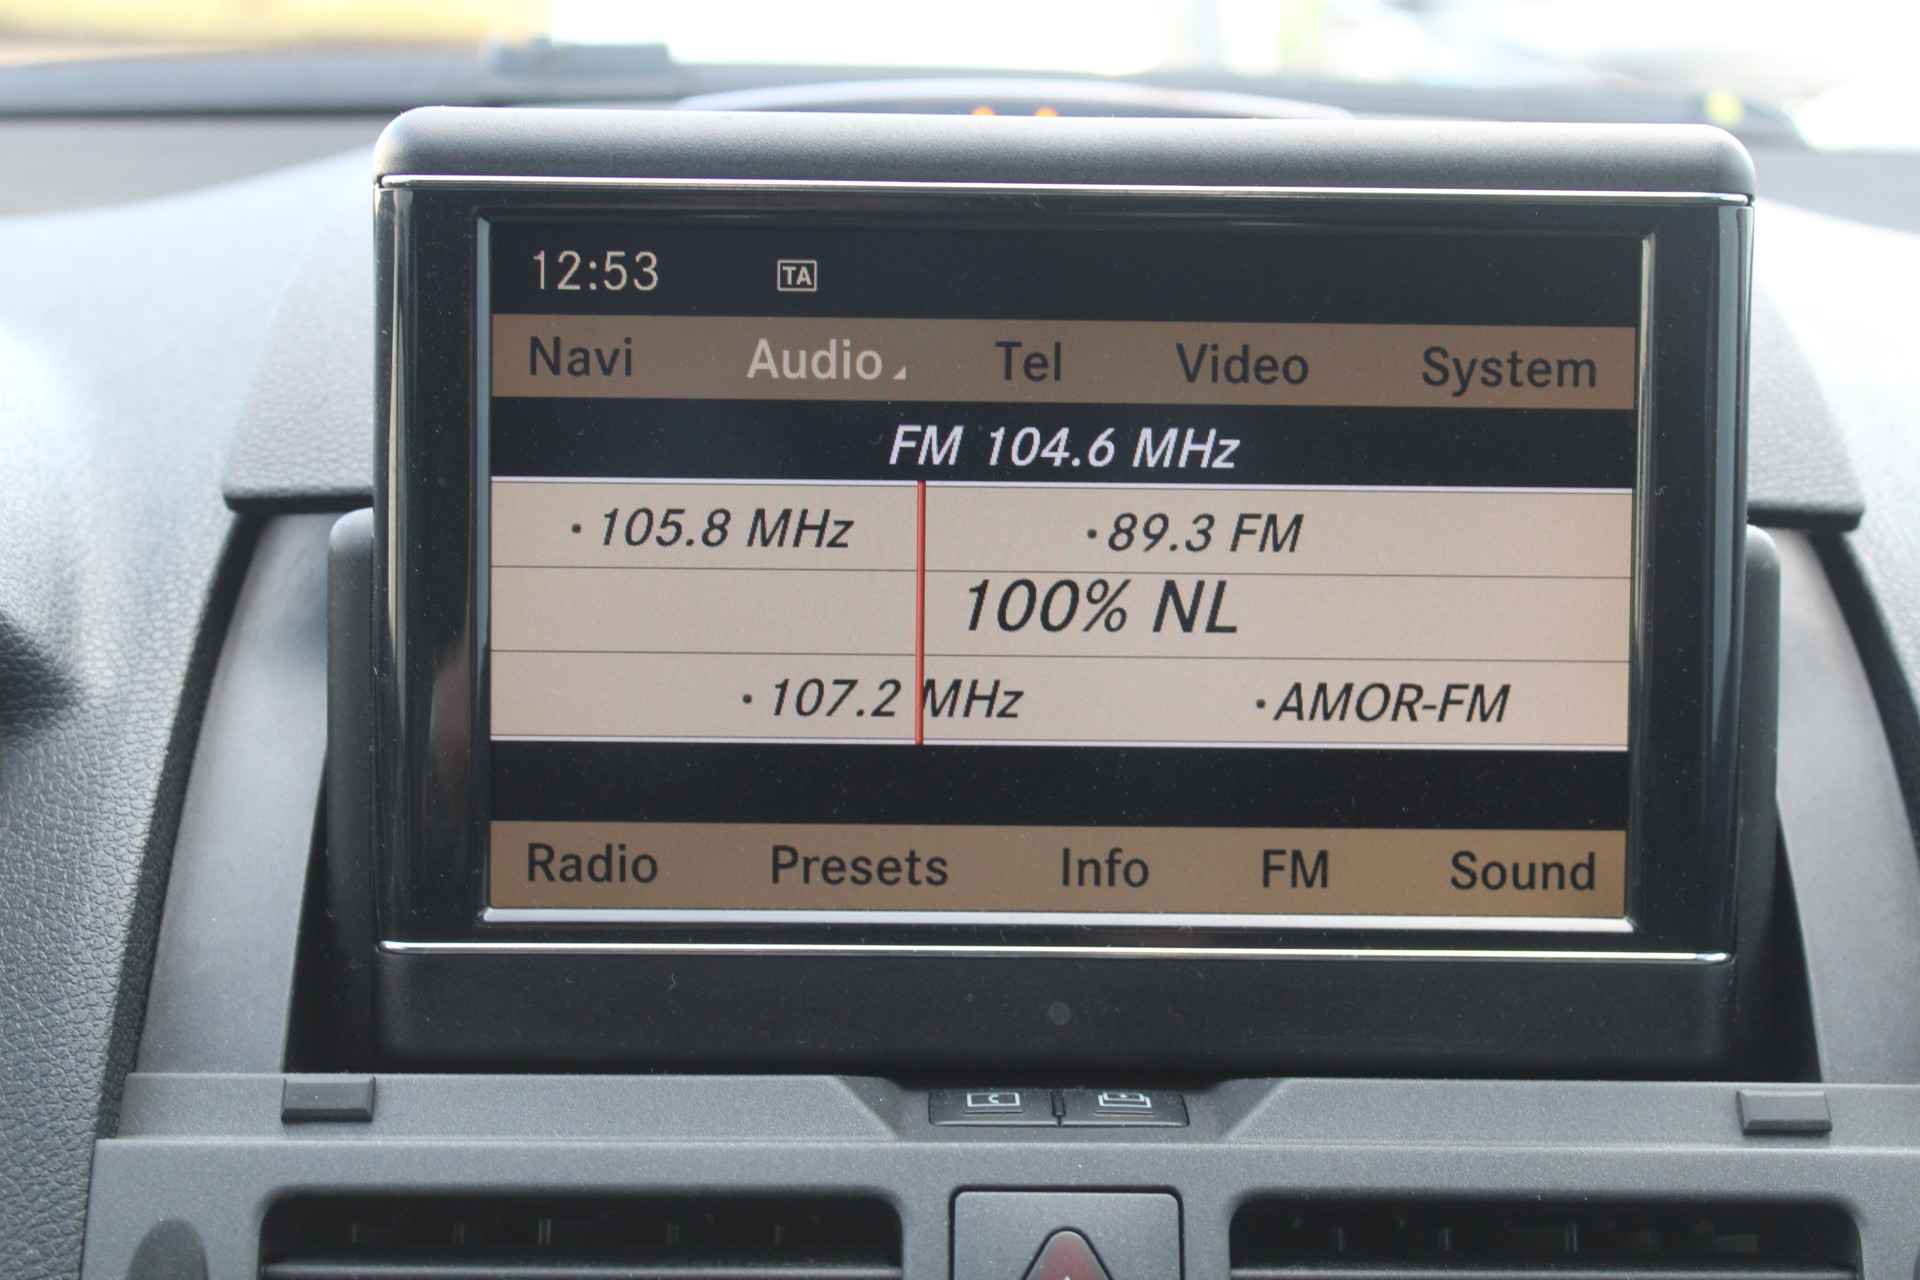 12:53 TA
Navi Audio Tel Video System
FM 104.6 MHz
·105.8 MHz ·89.3 FM
100% NL
·107.2 MHz ·AMOR-FM
Radio Presets Info FM Sound